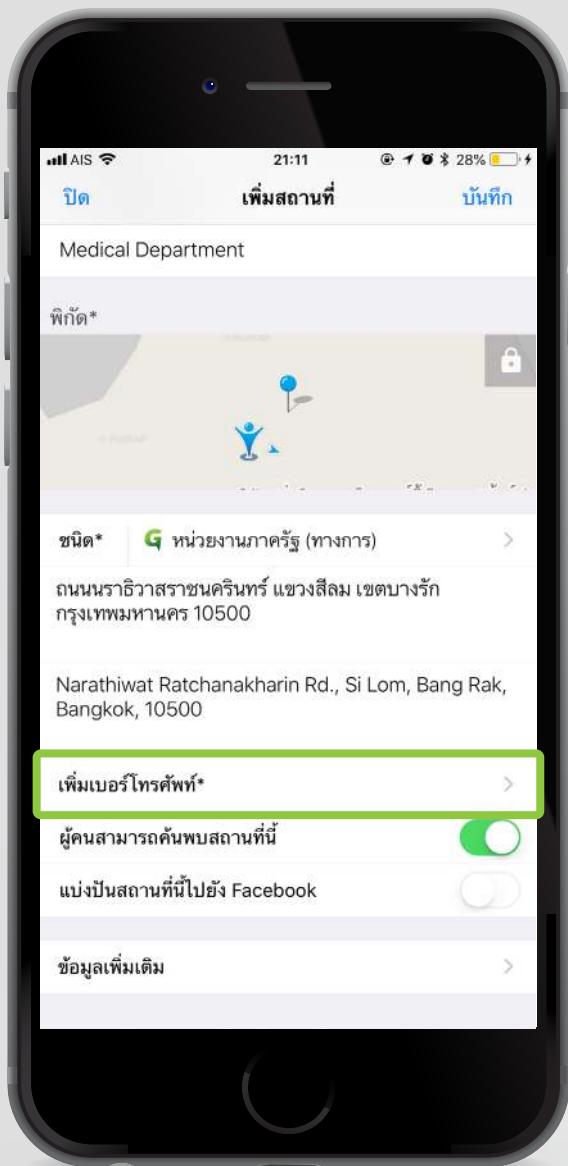 AIS
21:11
28%
ปิด
เพิ่มสถานที่
บันทึก
Medical Department
พิกัด*
ชนิด*
หน่วยงานภาครัฐ (ทางการ)
ถนนนราธิวาสราชนครินทร์ แขวงสีลม เขตบางรัก
กรุงเทพมหานคร 10500
Narathiwat Ratchanakharin Rd., Si Lom, Bang Rak,
Bangkok, 10500
เพิ่มเบอร์โทรศัพท์*
ผู้คนสามารถค้นพบสถานที่นี้
แบ่งปันสถานที่นี้ไปยัง Facebook
ข้อมูลเพิ่มเติม